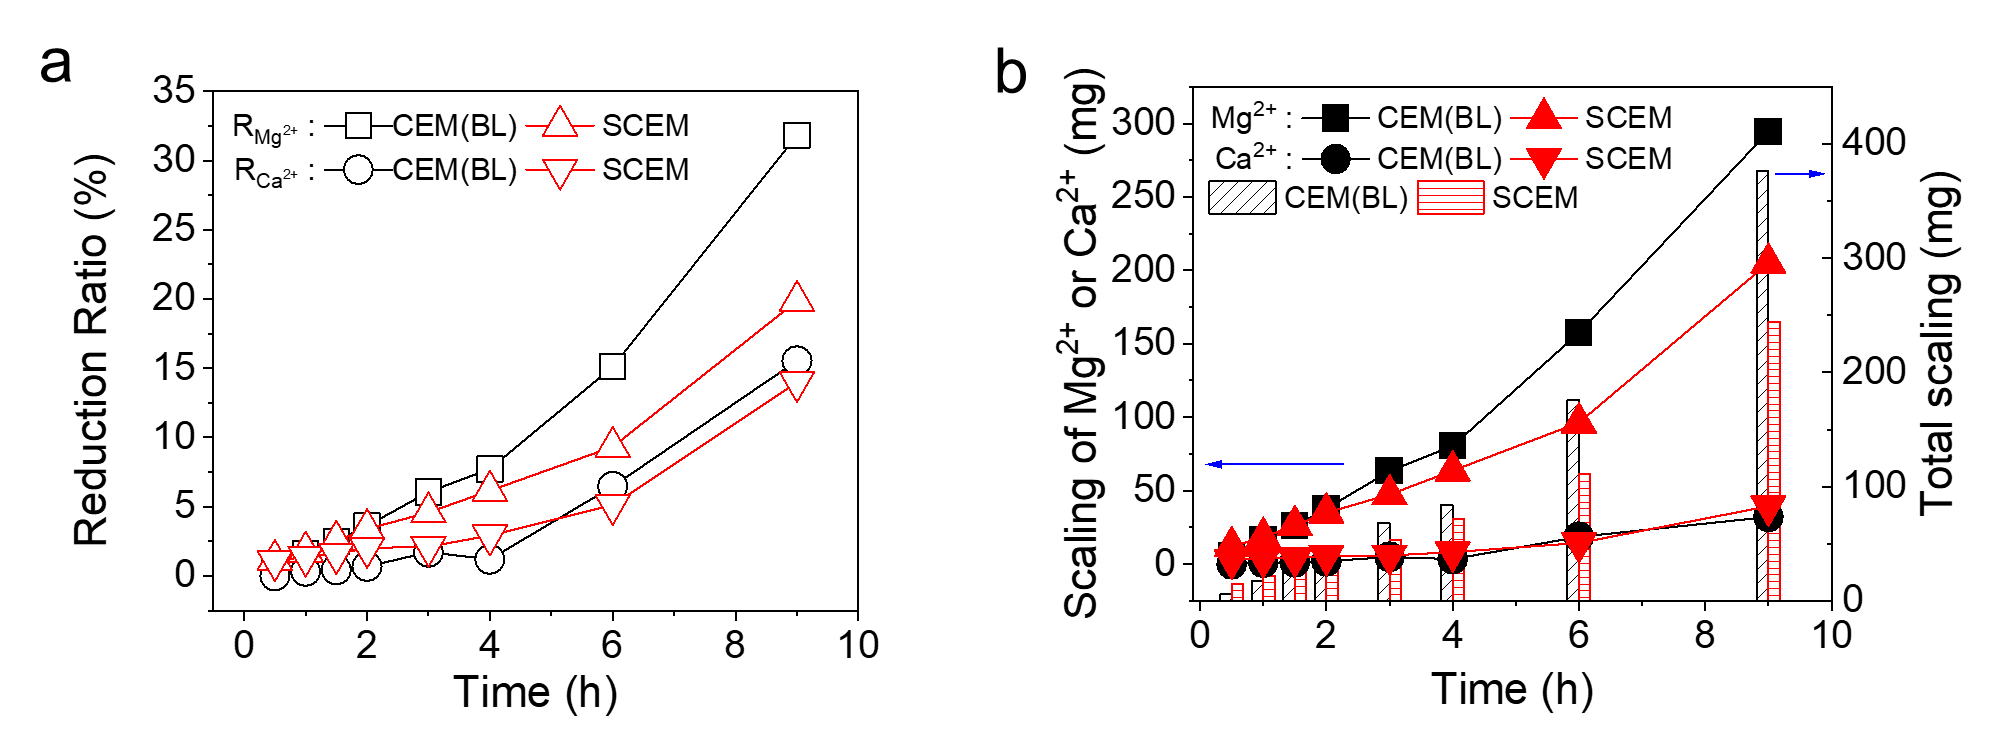 a
Reduction Ratio (%)
35
30
25
20
15
10
5
0
R_Mg²⁺ : CEM(BL) SCEM
R_Ca²⁺ : CEM(BL) SCEM
0 2 4 6 8 10
Time (h)
b
Scaling of Mg²⁺ or Ca²⁺ (mg)
300
250
200
150
100
50
0
Mg²⁺ : CEM(BL) SCEM
Ca²⁺ : CEM(BL) SCEM
CEM(BL) SCEM
400
300
200
100
0
Total scaling (mg)
0 2 4 6 8 10
Time (h)